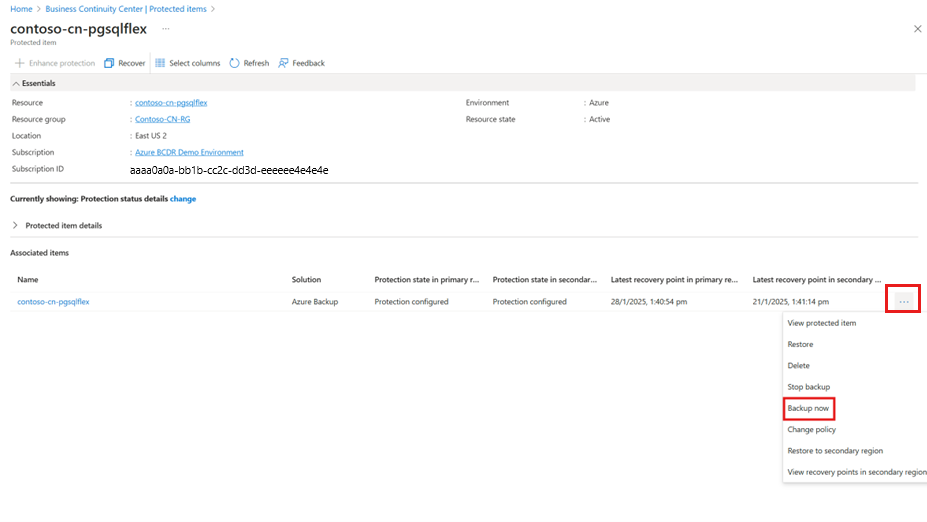 Home > Business Continuity Center | Protected items >
contoso-cn-pgsqlflex ...
Protected item
Enhance protection Recover Select columns Refresh Feedback
Essentials
Resource : contoso-cn-pgsqlflex Environment : Azure
Resource group : Contoso-CN-RG Resource state : Active
Location : East US 2
Subscription : Azure BCDR Demo Environment
Subscription ID aaaa0a0a-bb1b-cc2c-dd3d-eeeeee4e4e4e
Currently showing: Protection status details change
Protected item details
Associated items
Name Solution Protection state in primary r... Protection state in secondar... Latest recovery point in primary re... Latest recovery point in secondary ...
contoso-cn-pgsqlflex Azure Backup Protection configured Protection configured 28/1/2025, 1:40:54 pm 21/1/2025, 1:41:14 pm ...
View protected item
Restore
Delete
Stop backup
Backup now
Change policy
Restore to secondary region
View recovery points in secondary region